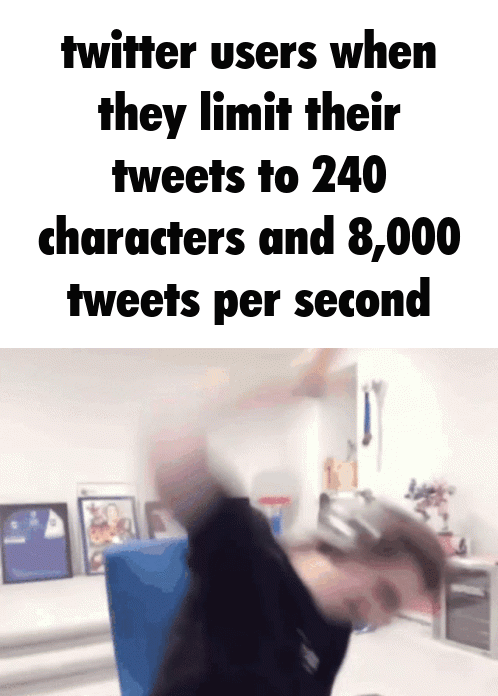 twitter users when
they limit their
tweets to 240
characters and 8,000
tweets per second